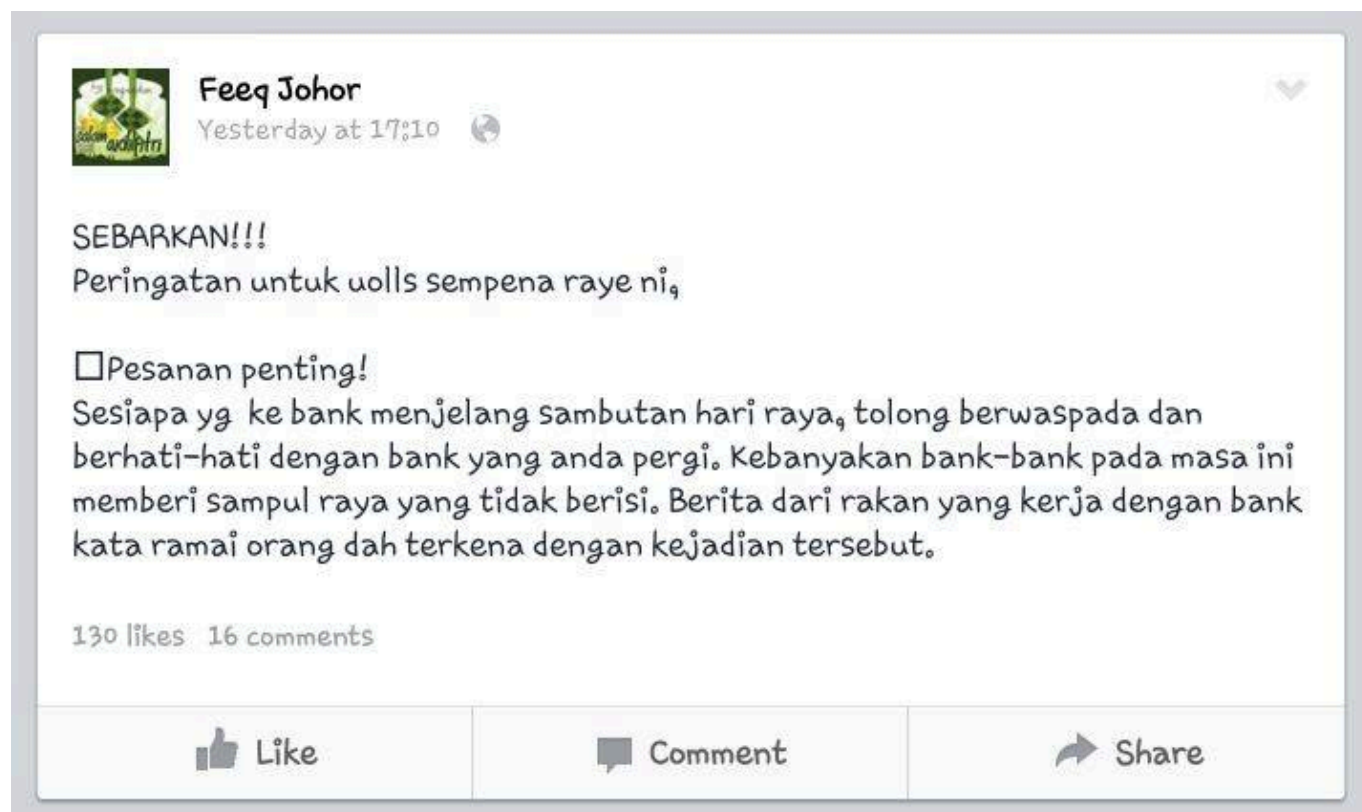 Feeq Johor
Yesterday at 17:10
SEBARKAN!!!
Peringatan untuk uolls sempena raye ni,
Pesanan penting!
Sesiapa yg ke bank menjelang sambutan hari raya, tolong berwaspada dan
berhati-hati dengan bank yang anda pergi. Kebanyakan bank-bank pada masa ini
memberi sampul raya yang tidak berisi. Berita dari rakan yang kerja dengan bank
kata ramai orang dah terkena dengan kejadian tersebut.
130 likes 16 comments
Like Comment Share